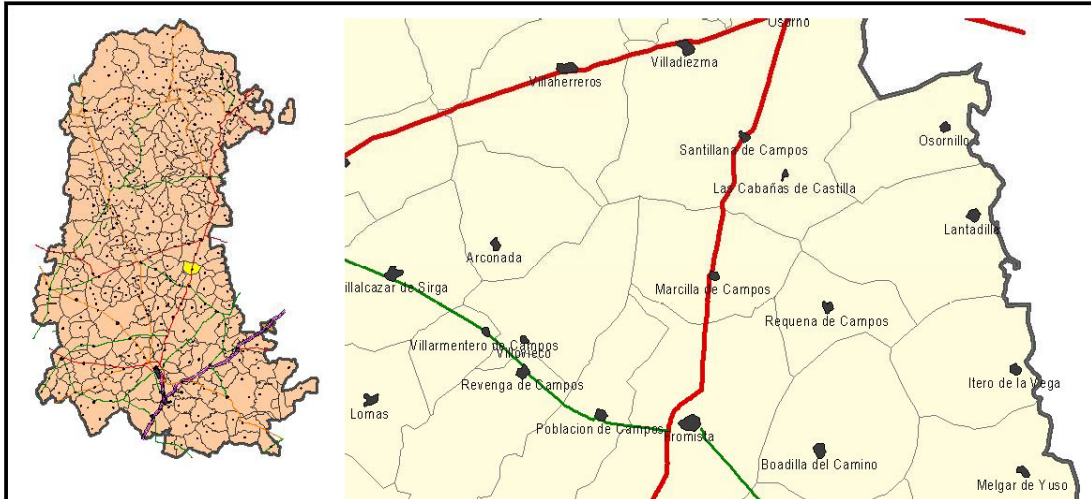 Osorno
Villadiezma
Villaherreros
Osornillo
Santillana de Campos
Las Cabañas de Castilla
Lantadille
Arconada
illalcazar de Sirga
Marcilla de Campos
Requena de Campos
Villarmentero de Campos
Villovieco
Revenga de Campos
Itero de la Vega
Lomas
Poblacion de Campos
Fromista
Boadilla del Camino
Melgar de Yuso